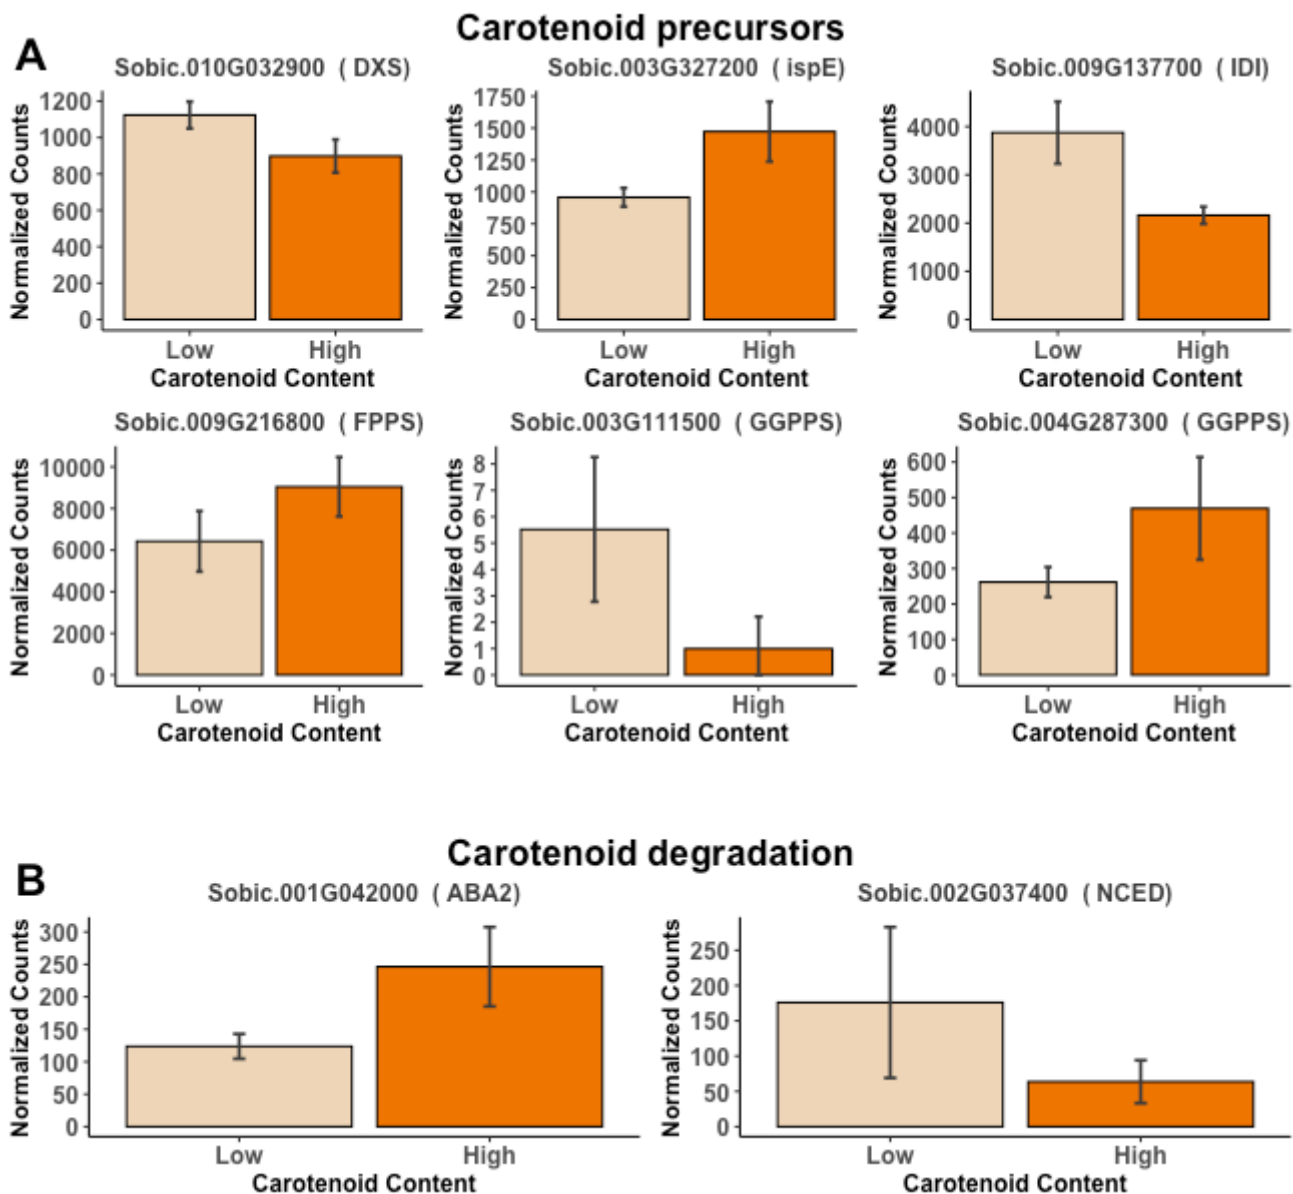 Carotenoid precursors
A
Sobic.010G032900 ( DXS)
Normalized Counts
1200
1000
800
600
400
200
0
Low High
Carotenoid Content
Sobic.003G327200 ( ispE)
Normalized Counts
1750
1500
1250
1000
750
500
250
0
Low High
Carotenoid Content
Sobic.009G137700 ( IDI)
Normalized Counts
4000
3000
2000
1000
0
Low High
Carotenoid Content
Sobic.009G216800 ( FPPS)
Normalized Counts
10000
8000
6000
4000
2000
0
Low High
Carotenoid Content
Sobic.003G111500 ( GGPPS)
Normalized Counts
8
7
6
5
4
3
2
1
0
Low High
Carotenoid Content
Sobic.004G287300 ( GGPPS)
Normalized Counts
600
500
400
300
200
100
0
Low High
Carotenoid Content
Carotenoid degradation
B
Sobic.001G042000 ( ABA2)
Normalized Counts
300
250
200
150
100
50
0
Low High
Carotenoid Content
Sobic.002G037400 ( NCED)
Normalized Counts
250
200
150
100
50
0
Low High
Carotenoid Content